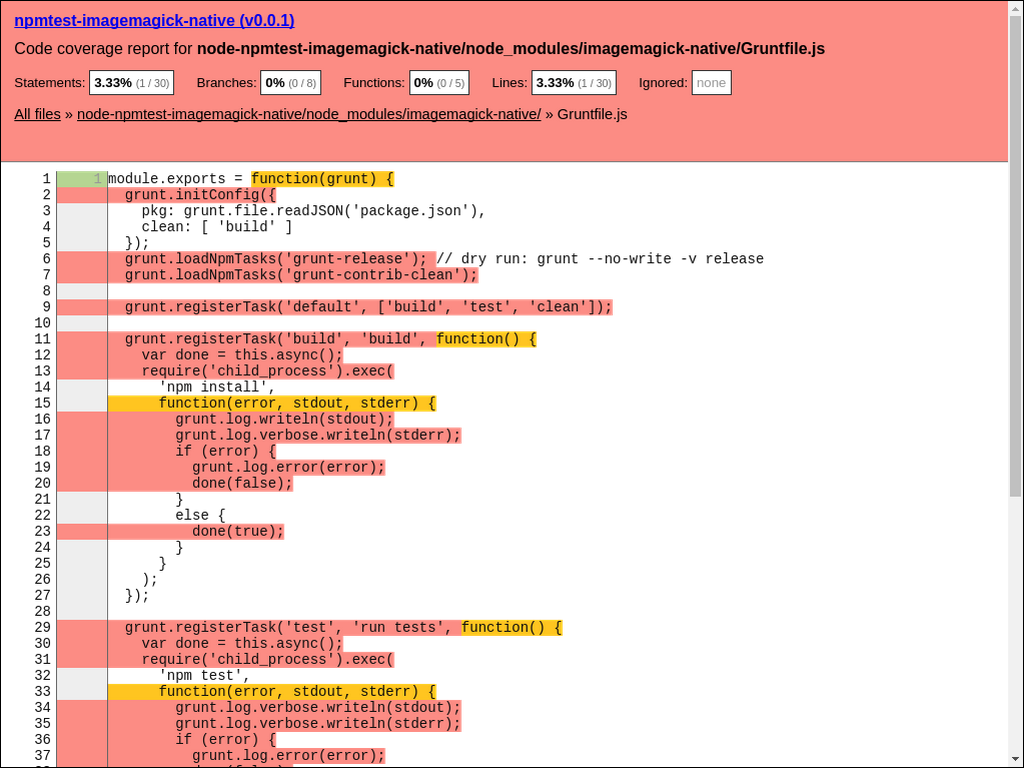 npmtest-imagemagick-native (v0.0.1)
Code coverage report for node-npmtest-imagemagick-native/node_modules/imagemagick-native/Gruntfile.js
Statements: 3.33% (1 / 30) Branches: 0% (0 / 8) Functions: 0% (0 / 5) Lines: 3.33% (1 / 30) Ignored: none
All files » node-npmtest-imagemagick-native/node_modules/imagemagick-native/ » Gruntfile.js
1 1 module.exports = function(grunt) {
2   grunt.initConfig({
3     pkg: grunt.file.readJSON('package.json'),
4     clean: [ 'build' ]
5   });
6   grunt.loadNpmTasks('grunt-release'); // dry run: grunt --no-write -v release
7   grunt.loadNpmTasks('grunt-contrib-clean');
8
9   grunt.registerTask('default', ['build', 'test', 'clean']);
10
11   grunt.registerTask('build', 'build', function() {
12     var done = this.async();
13     require('child_process').exec(
14       'npm install',
15       function(error, stdout, stderr) {
16         grunt.log.writeln(stdout);
17         grunt.log.verbose.writeln(stderr);
18         if (error) {
19           grunt.log.error(error);
20           done(false);
21         }
22         else {
23           done(true);
24         }
25       }
26     );
27   });
28
29   grunt.registerTask('test', 'run tests', function() {
30     var done = this.async();
31     require('child_process').exec(
32       'npm test',
33       function(error, stdout, stderr) {
34         grunt.log.verbose.writeln(stdout);
35         grunt.log.verbose.writeln(stderr);
36         if (error) {
37           grunt.log.error(error);